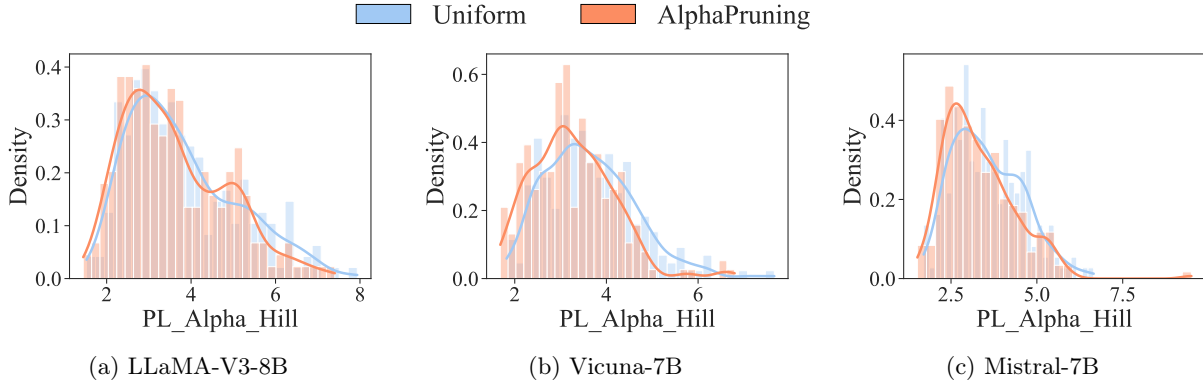 Uniform AlphaPruning
Density
0.4
0.3
0.2
0.1
0.0
2 4 6 8
PL_Alpha_Hill
(a) LLaMA-V3-8B
Density
0.6
0.4
0.2
0.0
2 4 6
PL_Alpha_Hill
(b) Vicuna-7B
Density
0.4
0.2
0.0
2.5 5.0 7.5
PL_Alpha_Hill
(c) Mistral-7B